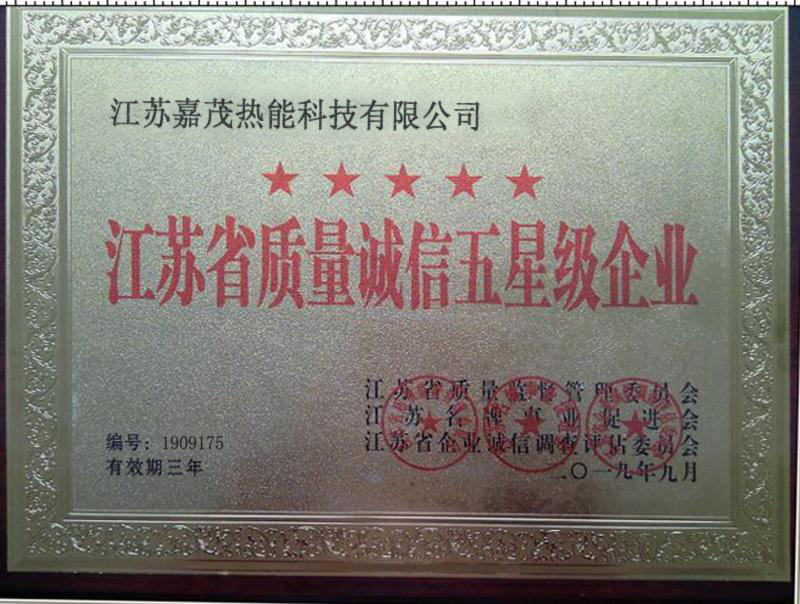 江苏嘉茂热能科技有限公司
★★★★★
江苏省质量诚信五星级企业
江苏省质量监督管理委员会
江苏名牌事业促进会
江苏省企业诚信调查评估委员会
二〇一九年九月
编号：1909175
有效期三年